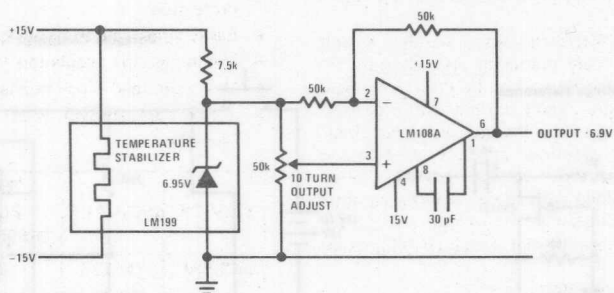 50k
+15V
7.5k
+15V
50k
2
7
−
6
LM108A
OUTPUT ·6.9V
TEMPERATURE
STABILIZER
1
50k
3
+
8
10 TURN
OUTPUT
ADJUST
6.95V
4
LM199
15V
30 pF
−15V